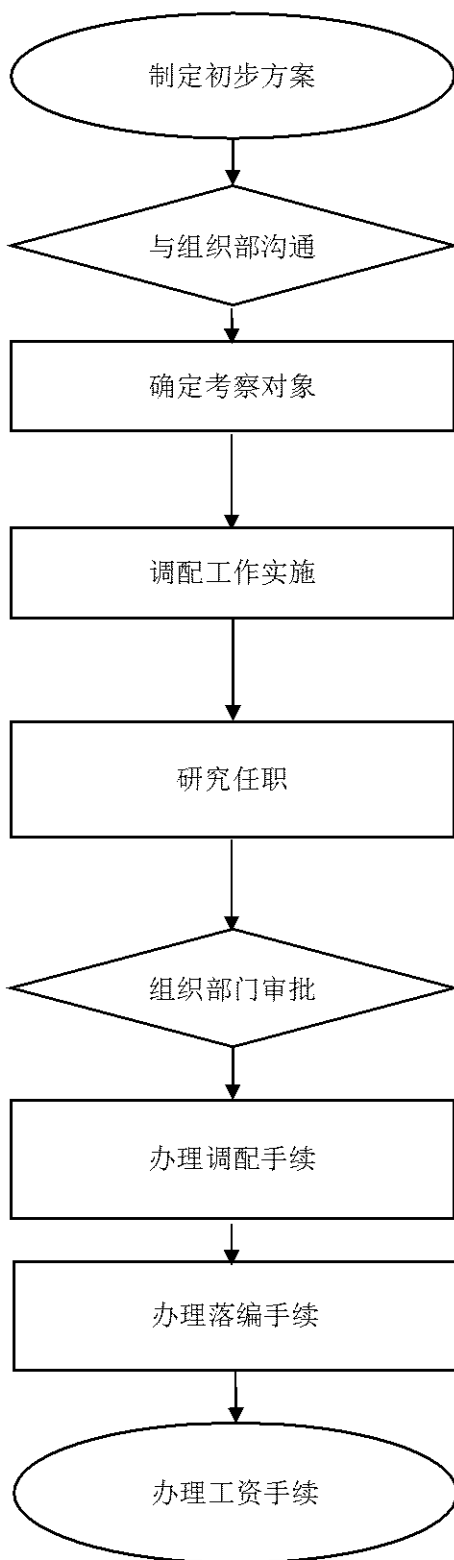 制定初步方案
与组织部沟通
确定考察对象
调配工作实施
研究任职
组织部门审批
办理调配手续
办理落编手续
办理工资手续